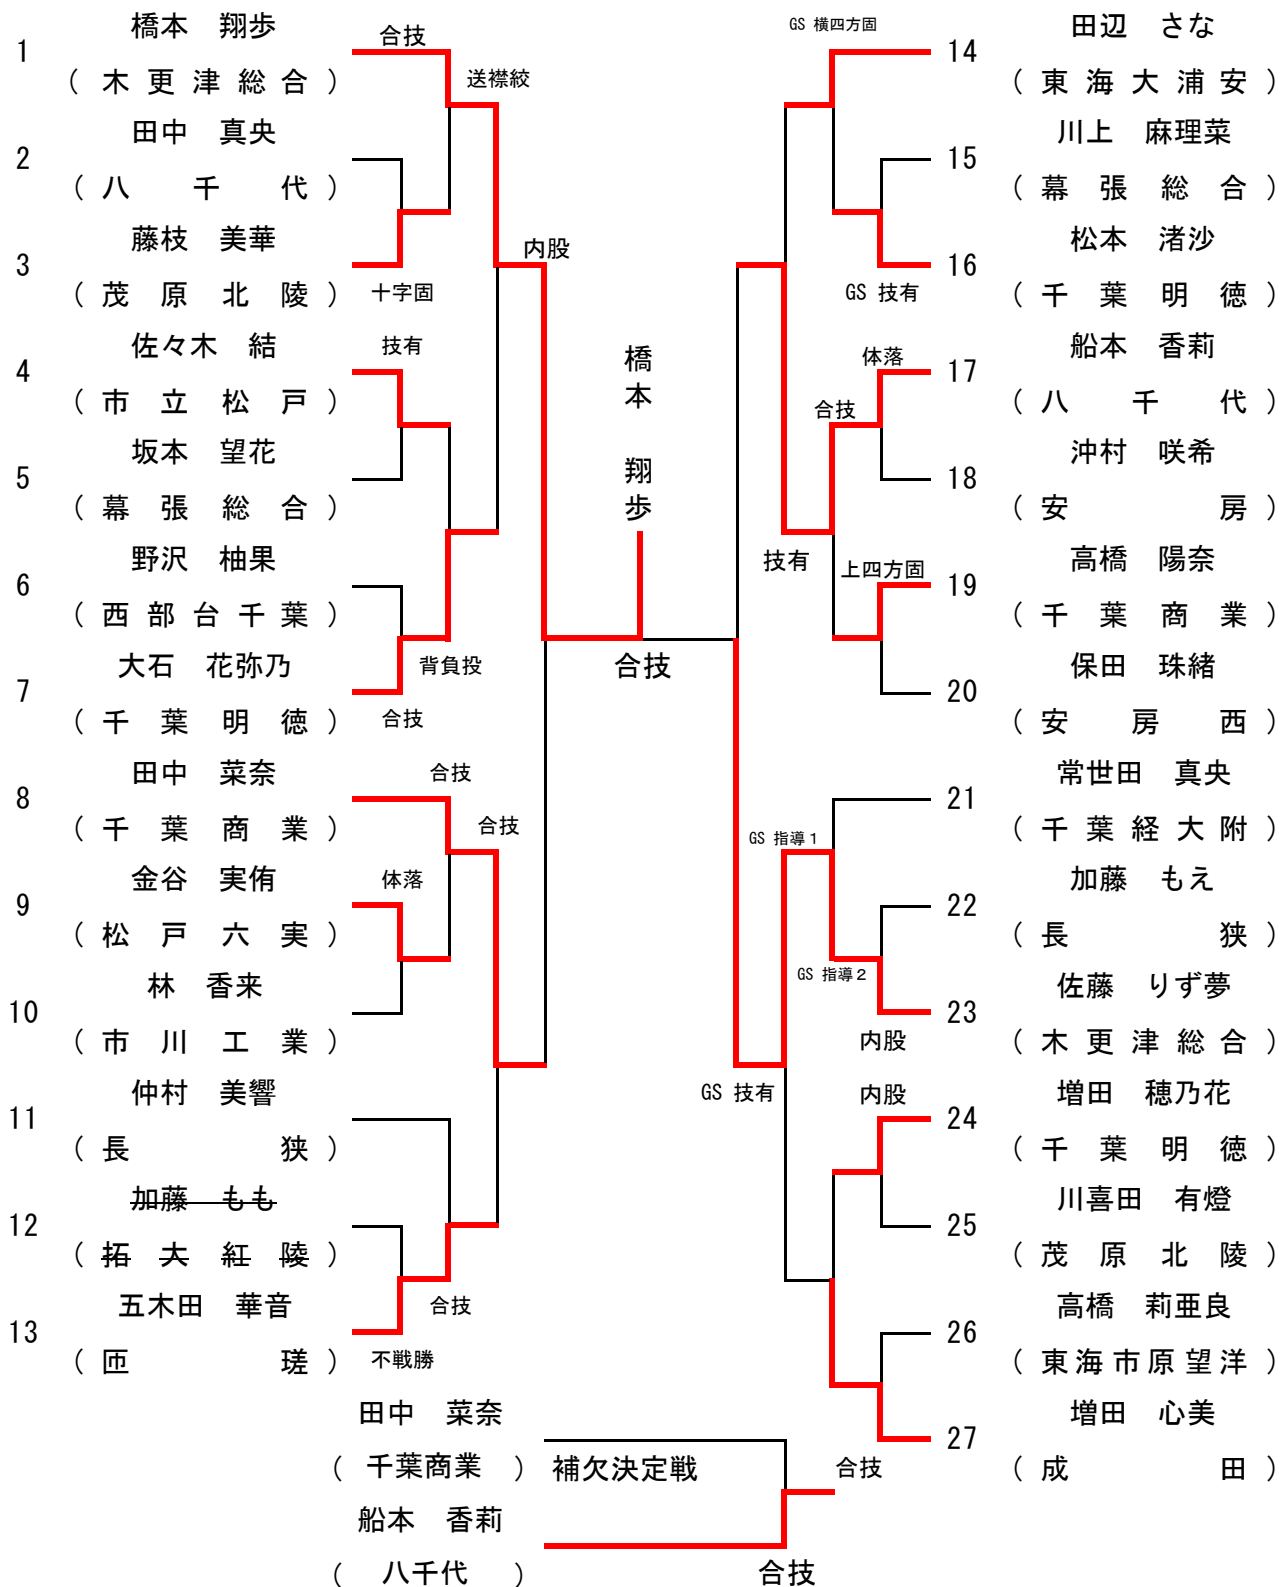 橋本　翔歩
1
（木更津総合）
田中　真央
2
（八千代）
藤枝　美華
3
（茂原北陵）
佐々木　結
4
（市立松戸）
坂本　望花
5
（幕張総合）
野沢　柚果
6
（西部台千葉）
大石　花弥乃
7
（千葉明徳）
田中　菜奈
8
（千葉商業）
金谷　実侑
9
（松戸六実）
林　香来
10
（市川工業）
仲村　美響
11
（長狭）
加藤　もも
12
（拓大紅陵）
五木田　華音
13
（匝瑳）
合技
送襟絞
十字固
内股
技有
背負投
合技
合技
合技
体落
合技
不戦勝
橋本　翔歩
合技
GS 横四方固
GS 技有
体落
合技
技有
上四方固
GS 指導１
GS 指導２
内股
GS 技有
内股
合技
田辺　さな
14
（東海大浦安）
川上　麻理菜
15
（幕張総合）
松本　渚沙
16
（千葉明徳）
船本　香莉
17
（八千代）
沖村　咲希
18
（安房）
高橋　陽奈
19
（千葉商業）
保田　珠緒
20
（安房西）
常世田　真央
21
（千葉経大附）
加藤　もえ
22
（長狭）
佐藤　りず夢
23
（木更津総合）
増田　穂乃花
24
（千葉明徳）
川喜田　有燈
25
（茂原北陵）
高橋　莉亜良
26
（東海市原望洋）
増田　心美
27
（成田）
田中　菜奈
（千葉商業）
補欠決定戦
船本　香莉
（八千代）
合技